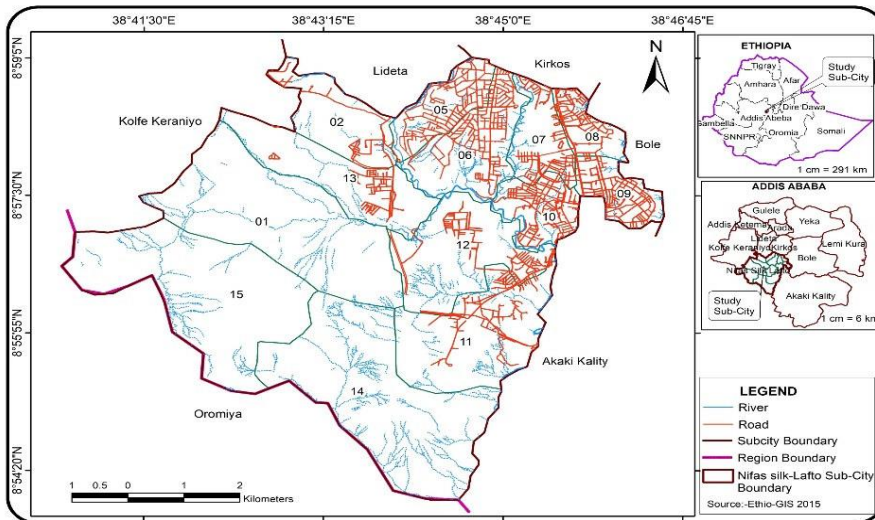 38°41'30"E
38°43'15"E
38°45'0"E
38°46'45"E
8°59'5"N
8°57'30"N
8°55'55"N
8°54'20"N
N
Lideta
Kirkos
Kolfe Keraniyo
Bole
02
05
07
08
06
13
09
01
10
12
15
11
14
Akaki Kality
Oromiya
1 0.5 0 1 2
Kilometers
ETHIOPIA
Study
Sub-City
Tigray
Afar
Amhara
Dire Dawa
Addis Ababa
Gambella
Oromia
Somali
SNNPR
1 cm = 291 km
ADDIS ABABA
Gulele
Yeka
Addis Ketema
Arada
Lideta
Kolfe Keraniyo
Kirkos
Lemi Kura
Bole
Nifas Silk Lafto
Akaki Kality
Study
Sub-City
1 cm = 6 km
LEGEND
River
Road
Subcity Boundary
Region Boundary
Nifas silk-Lafto Sub-City
Boundary
Source:-Ethio-GIS 2015